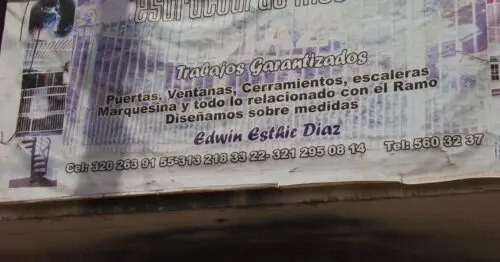 Trabajos Garantizados
Puertas, Ventanas, Cerramientos, escaleras
Marquesina y todo lo relacionado con el Ramo
Diseñamos sobre medidas
Edwin Esthic Diaz
Cel: 320 263 91 55-313 218 33 22- 321 295 08 14 Tel: 560 32 37